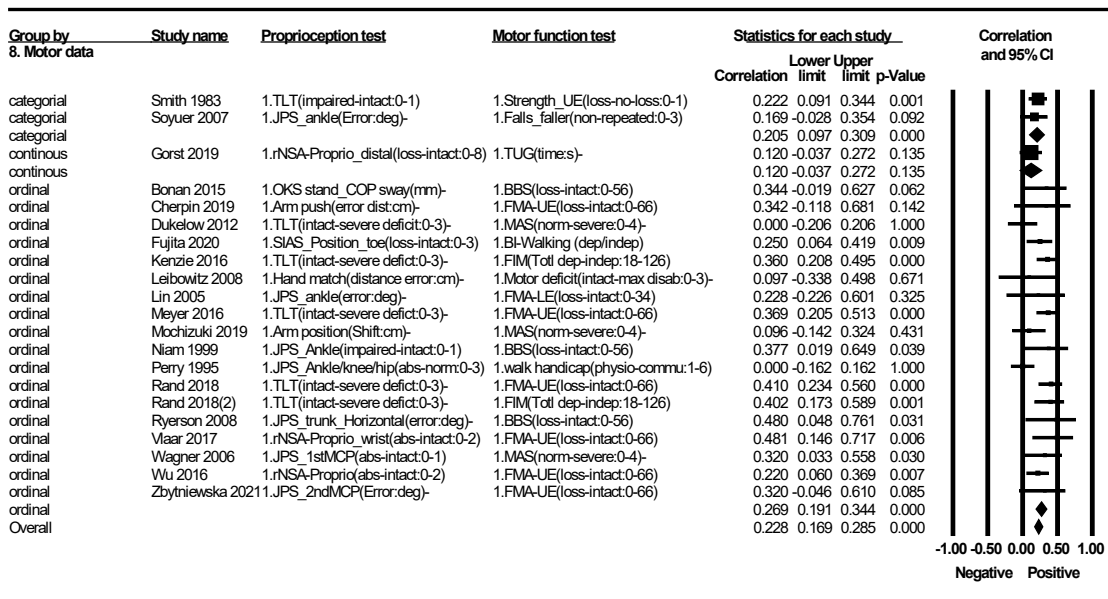 Group by Study name Proprioception test Motor function test Statistics for each study Correlation
8. Motor data and 95% CI
Lower Upper
Correlation limit limit p-Value
categorial Smith 1983 1.TLT(impaired-intact:0-1) 1.Strength_UE(loss-no-loss:0-1) 0.222 0.091 0.344 0.001
categorial Soyuer 2007 1.JPS_ankle(Error:deg)- 1.Falls_faller(non-repeated:0-3) 0.169 -0.028 0.354 0.092
categorial 0.205 0.097 0.309 0.000
continous Gorst 2019 1.rNSA-Proprio_distal(loss-intact:0-8) 1.TUG(time:s)- 0.120 -0.037 0.272 0.135
continous 0.120 -0.037 0.272 0.135
ordinal Bonan 2015 1.OKS stand_COP sway(mm)- 1.BBS(loss-intact:0-56) 0.344 -0.019 0.627 0.062
ordinal Cherpin 2019 1.Arm push(error dist:cm)- 1.FMA-UE(loss-intact:0-66) 0.342 -0.118 0.681 0.142
ordinal Dukelow 2012 1.TLT(intact-severe deficit:0-3)- 1.MAS(norm-severe:0-4)- 0.000 -0.206 0.206 1.000
ordinal Fujita 2020 1.SIAS_Position_toe(loss-intact:0-3) 1.BI-Walking (dep/indep) 0.250 0.064 0.419 0.009
ordinal Kenzie 2016 1.TLT(intact-severe defict:0-3)- 1.FIM(Totl dep-indep:18-126) 0.360 0.208 0.495 0.000
ordinal Leibowitz 2008 1.Hand match(distance error:cm)- 1.Motor deficit(intact-max disab:0-3)- 0.097 -0.338 0.498 0.671
ordinal Lin 2005 1.JPS_ankle(error:deg)- 1.FMA-LE(loss-intact:0-34) 0.228 -0.226 0.601 0.325
ordinal Meyer 2016 1.TLT(intact-severe defict:0-3)- 1.FMA-UE(loss-intact:0-66) 0.369 0.205 0.513 0.000
ordinal Mochizuki 2019 1.Arm position(Shift:cm)- 1.MAS(norm-severe:0-4)- 0.096 -0.142 0.324 0.431
ordinal Niam 1999 1.JPS_Ankle(impaired-intact:0-1) 1.BBS(loss-intact:0-56) 0.377 0.019 0.649 0.039
ordinal Perry 1995 1.JPS_Ankle/knee/hip(abs-norm:0-3) 1.walk handicap(physio-commu:1-6) 0.000 -0.162 0.162 1.000
ordinal Rand 2018 1.TLT(intact-severe defict:0-3)- 1.FMA-UE(loss-intact:0-66) 0.410 0.234 0.560 0.000
ordinal Rand 2018(2) 1.TLT(intact-severe defict:0-3)- 1.FIM(Totl dep-indep:18-126) 0.402 0.173 0.589 0.001
ordinal Ryerson 2008 1.JPS_trunk_Horizontal(error:deg)- 1.BBS(loss-intact:0-56) 0.480 0.048 0.761 0.031
ordinal Vlaar 2017 1.rNSA-Proprio_wrist(abs-intact:0-2) 1.FMA-UE(loss-intact:0-66) 0.481 0.146 0.717 0.006
ordinal Wagner 2006 1.JPS_1stMCP(abs-intact:0-1) 1.MAS(norm-severe:0-4)- 0.320 0.033 0.558 0.030
ordinal Wu 2016 1.rNSA-Proprio(abs-intact:0-2) 1.FMA-UE(loss-intact:0-66) 0.220 0.060 0.369 0.007
ordinal Zbytniewska 2021 1.JPS_2ndMCP(Error:deg)- 1.FMA-UE(loss-intact:0-66) 0.320 -0.046 0.610 0.085
ordinal 0.269 0.191 0.344 0.000
Overall 0.228 0.169 0.285 0.000
-1.00 -0.50 0.00 0.50 1.00
Negative Positive